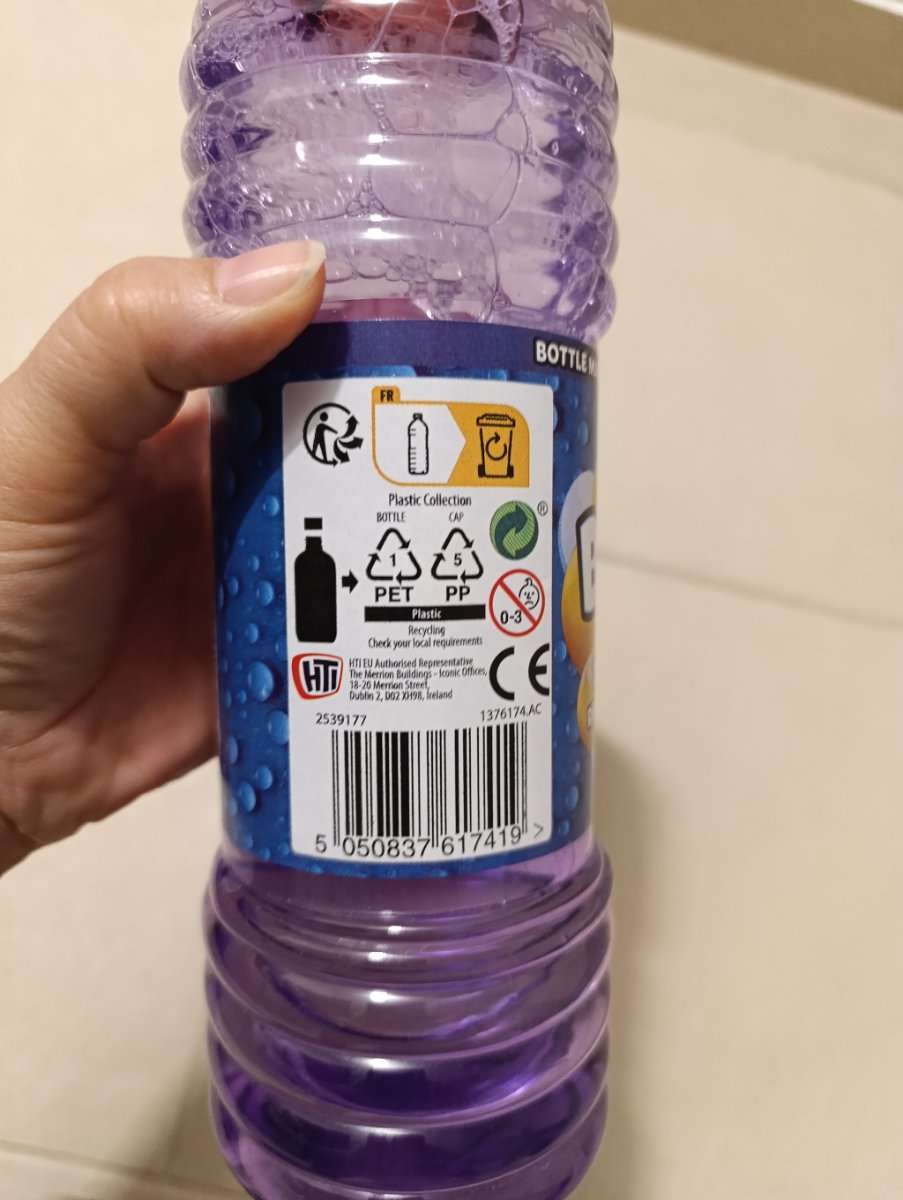 BOTTLE
FR
Plastic Collection
BOTTLE CAP
1 5
PET PP
®
Plastic
0-3
Recycling
Check your local requirements
HTI
HTI EU Authorised Representative
The Merrion Buildings - Iconic Offices,
18-20 Merrion Street,
Dublin 2, D02 XH98, Ireland
CE
2539177 1376174.AC
5 050837 617419 >